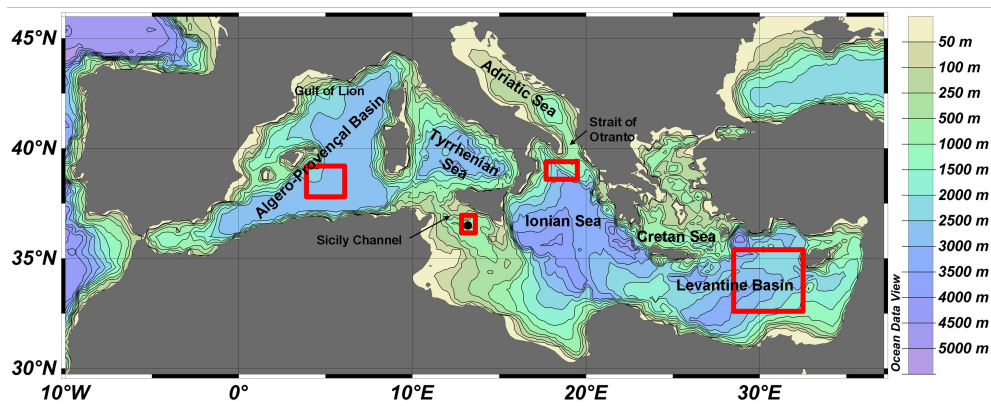 45°N
40°N
35°N
30°N
10°W
0°
10°E
20°E
30°E
Gulf of Lion
Algero-Provençal Basin
Tyrrhenian
Sea
Adriatic Sea
Strait of
Otranto
Sicily Channel
Ionian Sea
Cretan Sea
Levantine Basin
Ocean Data View
50 m
100 m
250 m
500 m
1000 m
1500 m
2000 m
2500 m
3000 m
3500 m
4000 m
4500 m
5000 m